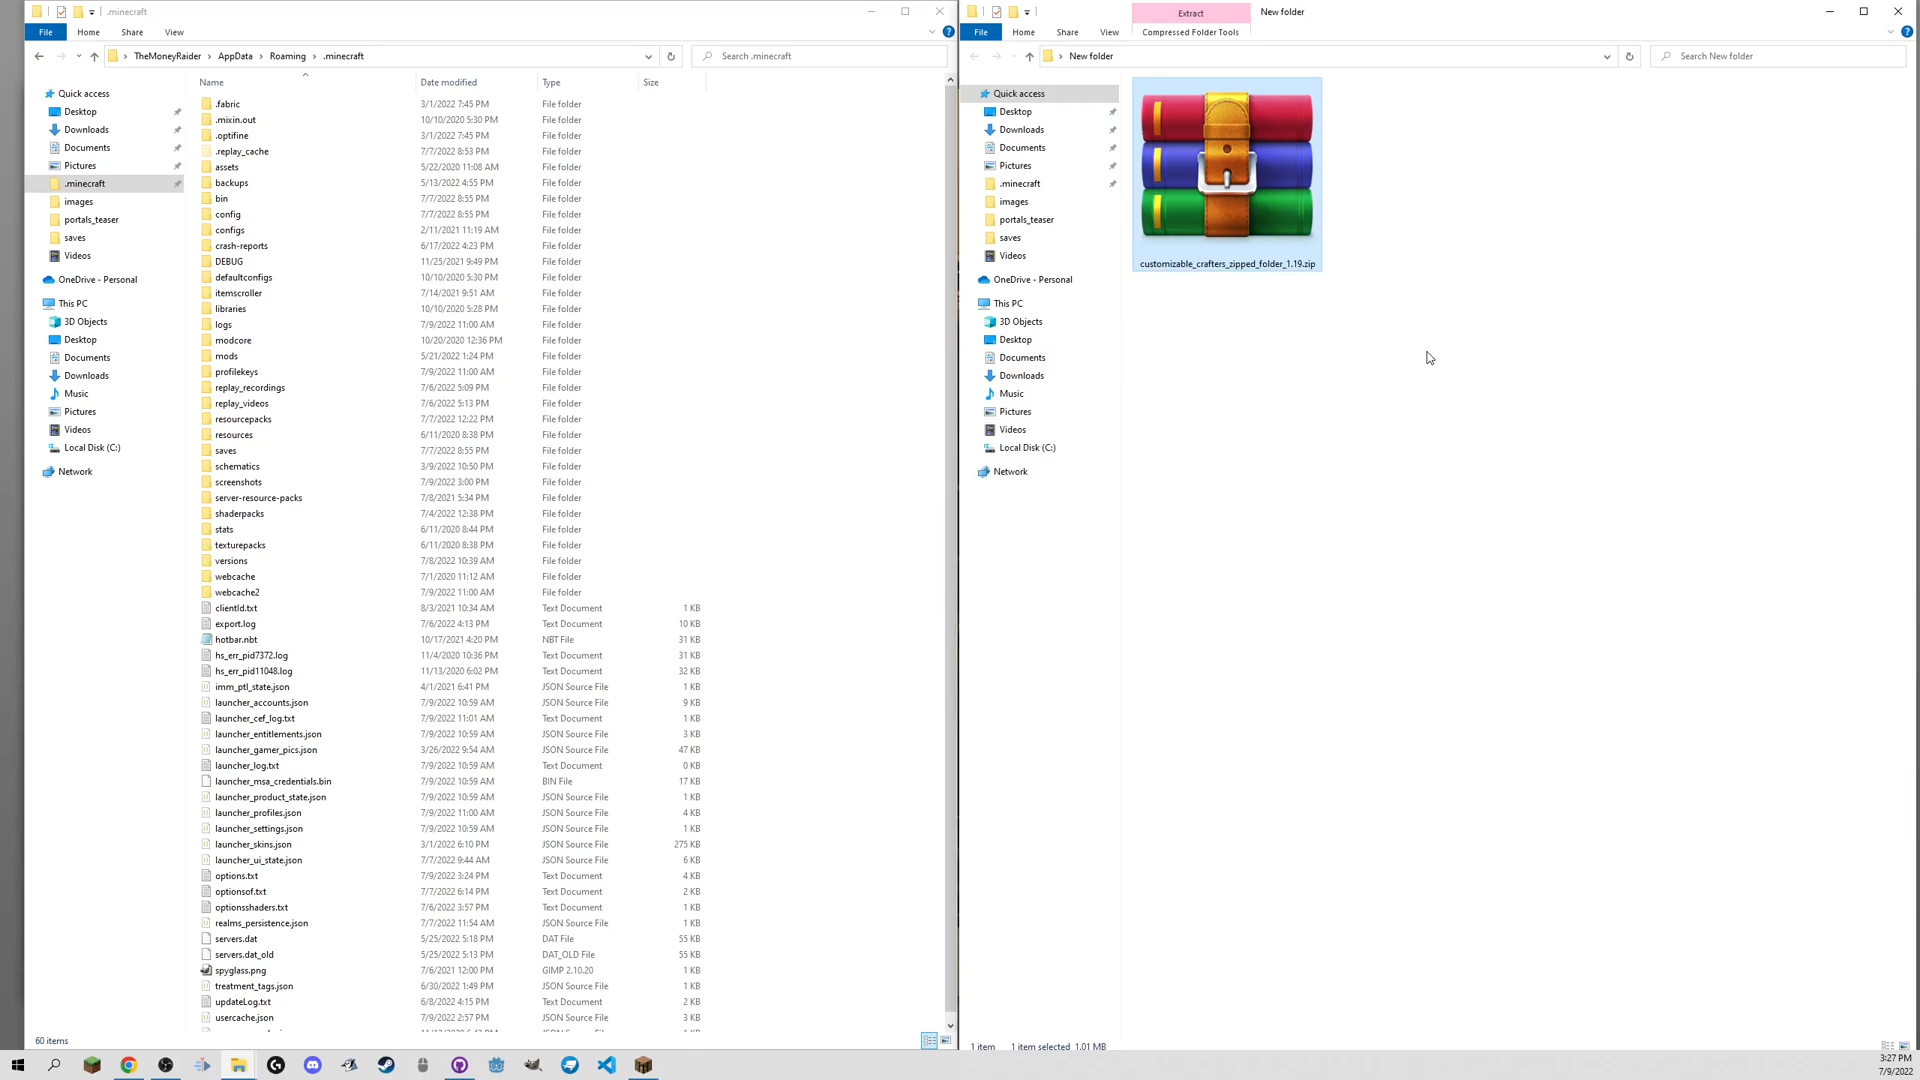 .minecraft
File Home Share View
TheMoneyRaider AppData Roaming .minecraft
Search .minecraft
Name Date modified Type Size
Quick access
Desktop
Downloads
Documents
Pictures
.minecraft
images
portals_teaser
saves
Videos
OneDrive - Personal
This PC
3D Objects
Desktop
Documents
Downloads
Music
Pictures
Videos
Local Disk (C:)
Network
.fabric 3/1/2022 7:45 PM File folder
.mixin.out 10/10/2020 5:30 PM File folder
.optifine 3/1/2022 7:45 PM File folder
.replay_cache 7/7/2022 8:53 PM File folder
assets 5/22/2020 11:08 AM File folder
backups 5/13/2022 4:55 PM File folder
bin 7/7/2022 8:55 PM File folder
config 7/7/2022 8:55 PM File folder
configs 2/11/2021 11:19 AM File folder
crash-reports 6/17/2022 4:23 PM File folder
DEBUG 11/25/2021 9:49 PM File folder
defaultconfigs 10/10/2020 5:30 PM File folder
itemscroller 7/14/2021 9:51 AM File folder
libraries 10/10/2020 5:28 PM File folder
logs 7/9/2022 11:00 AM File folder
modcore 10/20/2020 12:36 PM File folder
mods 5/21/2022 1:24 PM File folder
profilekeys 7/9/2022 11:00 AM File folder
replay_recordings 7/6/2022 5:09 PM File folder
replay_videos 7/6/2022 5:13 PM File folder
resourcepacks 7/7/2022 12:22 PM File folder
resources 6/11/2020 8:38 PM File folder
saves 7/7/2022 8:55 PM File folder
schematics 3/9/2022 10:50 PM File folder
screenshots 7/9/2022 3:00 PM File folder
server-resource-packs 7/8/2021 5:34 PM File folder
shaderpacks 7/4/2022 12:38 PM File folder
stats 6/11/2020 8:44 PM File folder
texturepacks 6/11/2020 8:38 PM File folder
versions 7/8/2022 10:39 AM File folder
webcache 7/1/2020 11:12 AM File folder
webcache2 7/9/2022 11:00 AM File folder
clientId.txt 8/3/2021 10:34 AM Text Document 1 KB
export.log 7/6/2022 4:13 PM Text Document 10 KB
hotbar.nbt 10/17/2021 4:20 PM NBT File 31 KB
hs_err_pid7372.log 11/4/2020 10:36 PM Text Document 31 KB
hs_err_pid11048.log 11/13/2020 6:02 PM Text Document 32 KB
imm_ptl_state.json 4/1/2021 6:41 PM JSON Source File 1 KB
launcher_accounts.json 7/9/2022 10:59 AM JSON Source File 9 KB
launcher_cef_log.txt 7/9/2022 11:01 AM Text Document 1 KB
launcher_entitlements.json 7/9/2022 10:59 AM JSON Source File 3 KB
launcher_gamer_pics.json 3/26/2022 9:54 AM JSON Source File 47 KB
launcher_log.txt 7/9/2022 10:59 AM Text Document 0 KB
launcher_msa_credentials.bin 7/9/2022 10:59 AM BIN File 17 KB
launcher_product_state.json 7/9/2022 10:59 AM JSON Source File 1 KB
launcher_profiles.json 7/9/2022 11:00 AM JSON Source File 4 KB
launcher_settings.json 7/9/2022 10:59 AM JSON Source File 1 KB
launcher_skins.json 3/1/2022 6:10 PM JSON Source File 275 KB
launcher_ui_state.json 7/7/2022 9:44 AM JSON Source File 6 KB
options.txt 7/9/2022 3:24 PM Text Document 4 KB
optionsof.txt 7/7/2022 6:14 PM Text Document 2 KB
optionsshaders.txt 7/6/2022 3:57 PM Text Document 1 KB
realms_persistence.json 7/7/2022 11:54 AM JSON Source File 1 KB
servers.dat 5/25/2022 5:18 PM DAT File 55 KB
servers.dat_old 5/25/2022 5:13 PM DAT_OLD File 55 KB
spyglass.png 7/6/2021 12:00 PM GIMP 2.10.20 1 KB
treatment_tags.json 6/30/2022 1:49 PM JSON Source File 1 KB
updateLog.txt 6/8/2022 4:15 PM Text Document 2 KB
usercache.json 7/9/2022 2:57 PM JSON Source File 3 KB
60 items
Extract New folder
File Home Share View Compressed Folder Tools
New folder
Search New folder
Quick access
Desktop
Downloads
Documents
Pictures
.minecraft
images
portals_teaser
saves
Videos
OneDrive - Personal
This PC
3D Objects
Desktop
Documents
Downloads
Music
Pictures
Videos
Local Disk (C:)
Network
customizable_crafters_zipped_folder_1.19.zip
1 item 1 item selected 1.01 MB
3:27 PM
7/9/2022